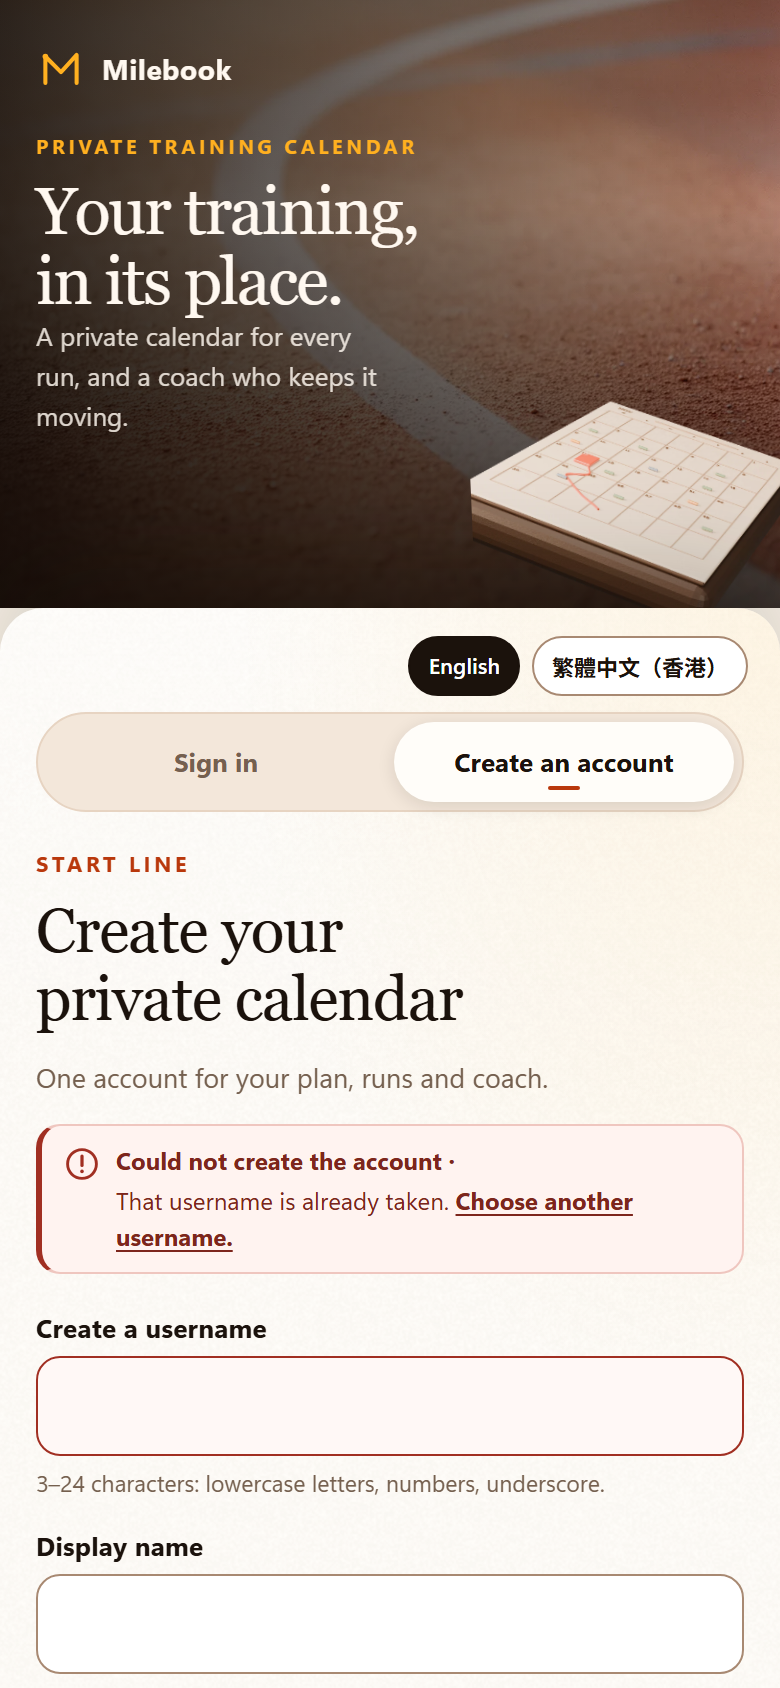 Milebook
PRIVATE TRAINING CALENDAR
Your training,
in its place.
A private calendar for every
run, and a coach who keeps it
moving.
English
繁體中文（香港）
Sign in
Create an account
START LINE
Create your
private calendar
One account for your plan, runs and coach.
Could not create the account ·
That username is already taken. Choose another
username.
Create a username
3–24 characters: lowercase letters, numbers, underscore.
Display name